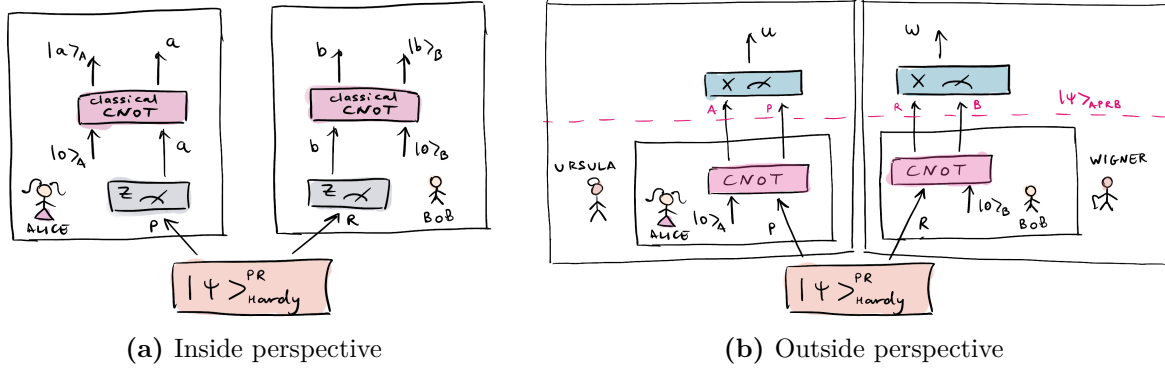 |a>A a
classical
CNOT
|0>A a
Z
ALICE P
b |b>B
classical
CNOT
b |0>B
Z
R BOB
|ψ>PR Hardy
(a) Inside perspective
u
X
A P
URSULA
CNOT
ALICE |0>A P
w
X
R B
|ψ>APRB
WIGNER
CNOT
R |0>B BOB
|ψ>PR Hardy
(b) Outside perspective